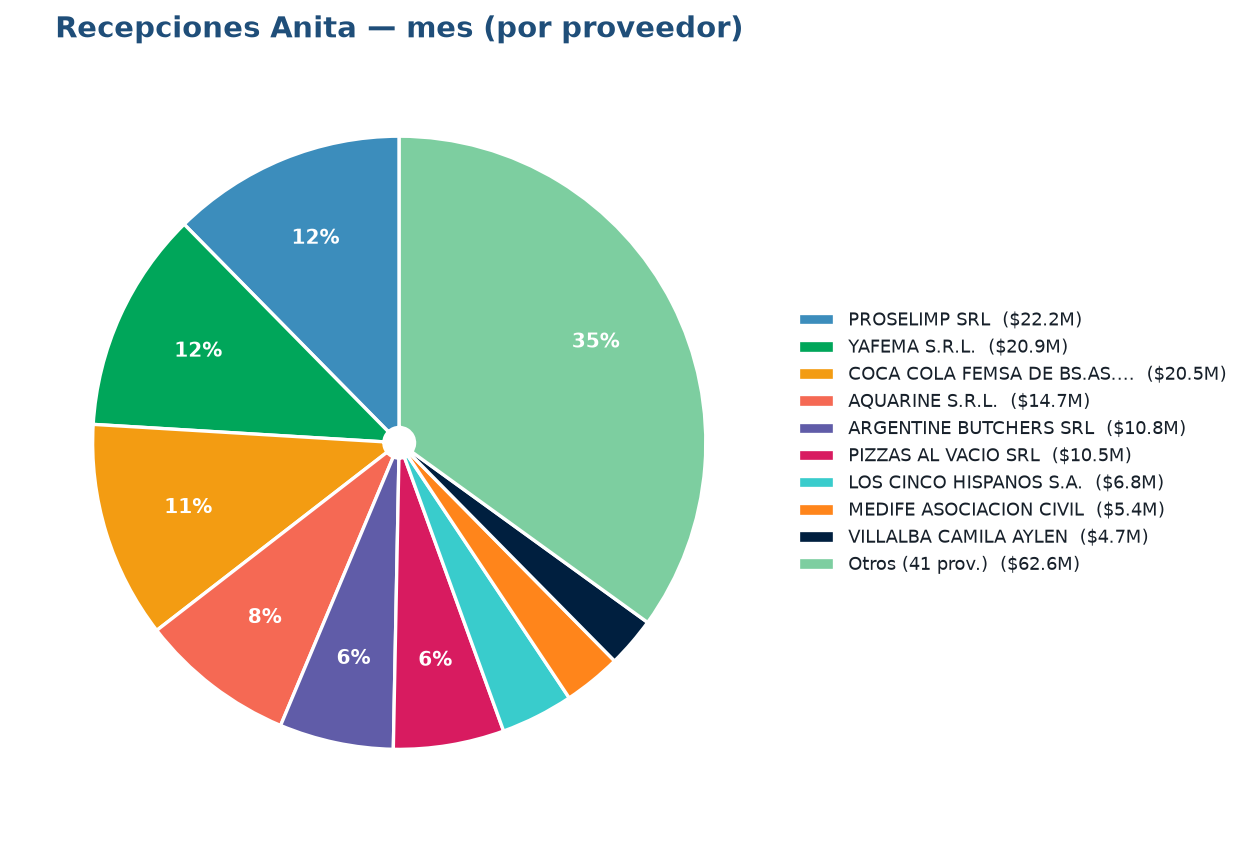 Recepciones Anita — mes (por proveedor)
12%
35%
12%
11%
8%
6%
6%
PROSELIMP SRL ($22.2M)
YAFEMA S.R.L. ($20.9M)
COCA COLA FEMSA DE BS.AS.... ($20.5M)
AQUARINE S.R.L. ($14.7M)
ARGENTINE BUTCHERS SRL ($10.8M)
PIZZAS AL VACIO SRL ($10.5M)
LOS CINCO HISPANOS S.A. ($6.8M)
MEDIFE ASOCIACION CIVIL ($5.4M)
VILLALBA CAMILA AYLEN ($4.7M)
Otros (41 prov.) ($62.6M)